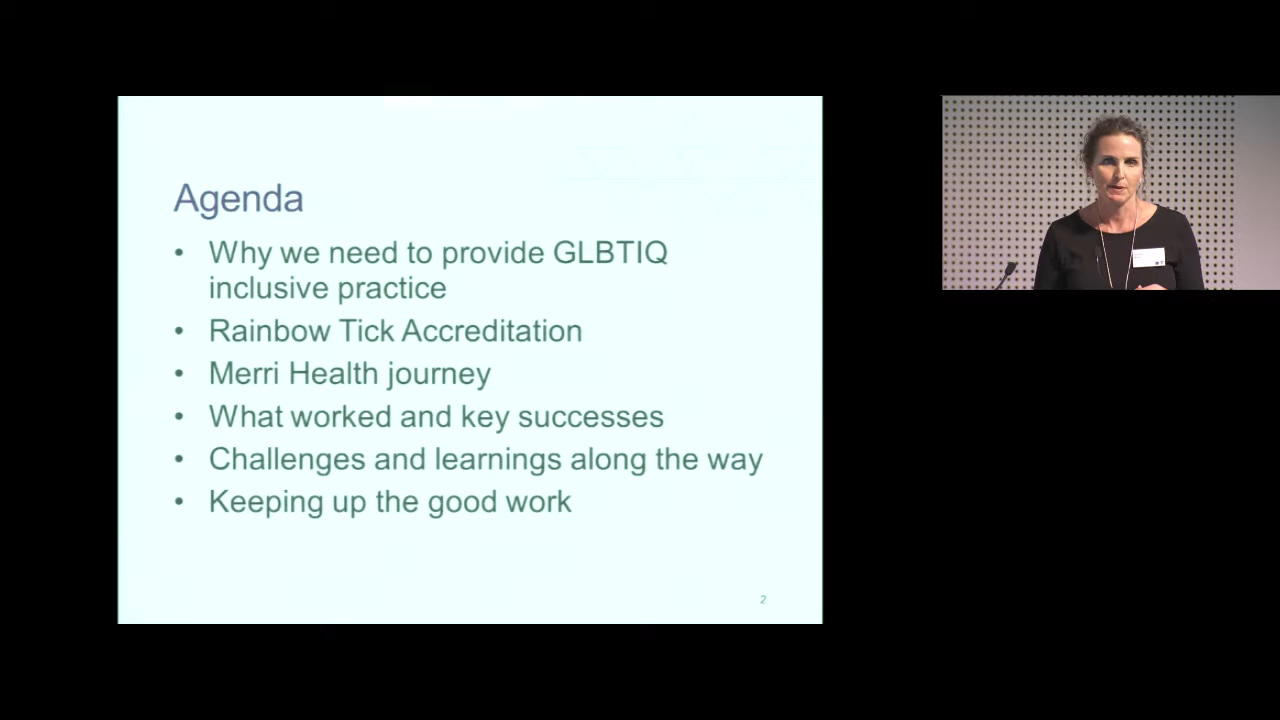 Agenda
• Why we need to provide GLBTIQ
inclusive practice
• Rainbow Tick Accreditation
• Merri Health journey
• What worked and key successes
• Challenges and learnings along the way
• Keeping up the good work
2